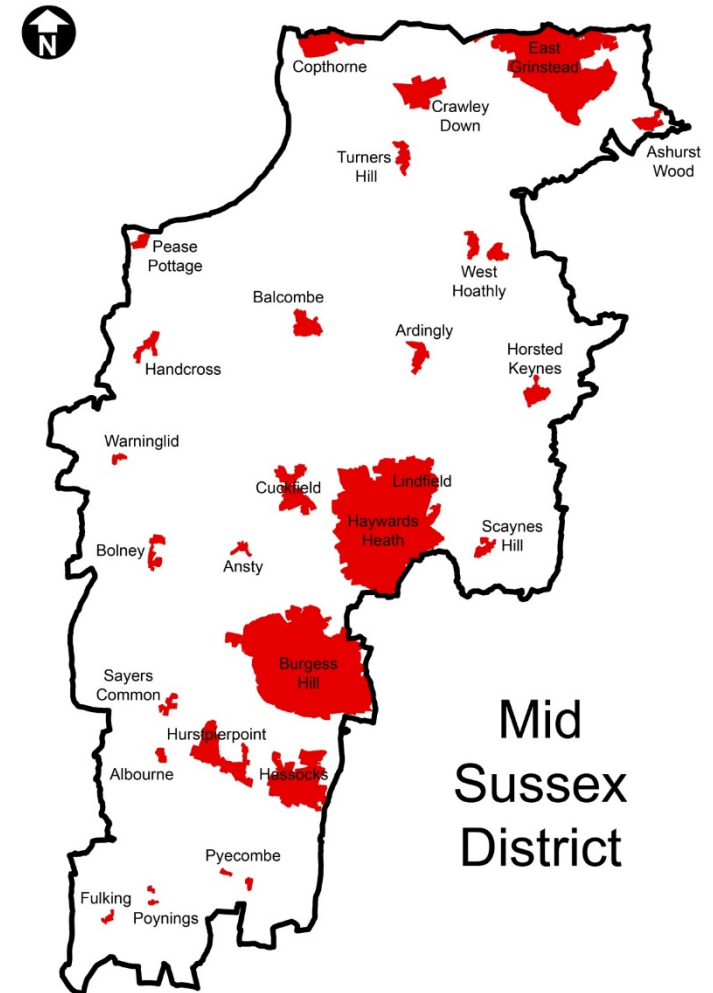 N
Copthorne
East
Grinstead
Crawley
Down
Ashurst
Wood
Turners
Hill
Pease
Pottage
West
Hoathly
Balcombe
Ardingly
Handcross
Horsted
Keynes
Warninglid
Cuckfield
Lindfield
Haywards
Heath
Scaynes
Hill
Bolney
Ansty
Burgess
Hill
Sayers
Common
Hurstpierpoint
Albourne
Hassocks
Mid
Sussex
District
Pyecombe
Fulking
Poynings